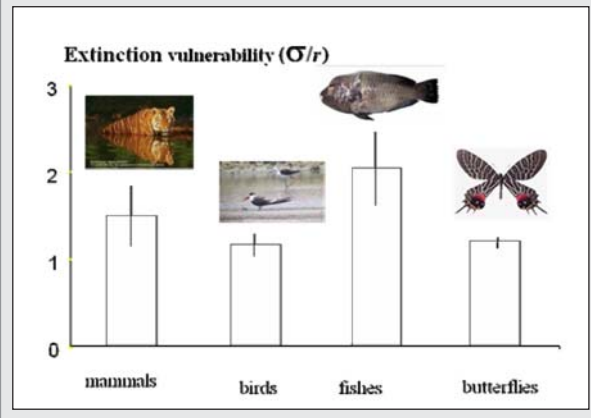 Extinction vulnerability (σ/r)
3
2
1
0
mammals
birds
fishes
butterflies